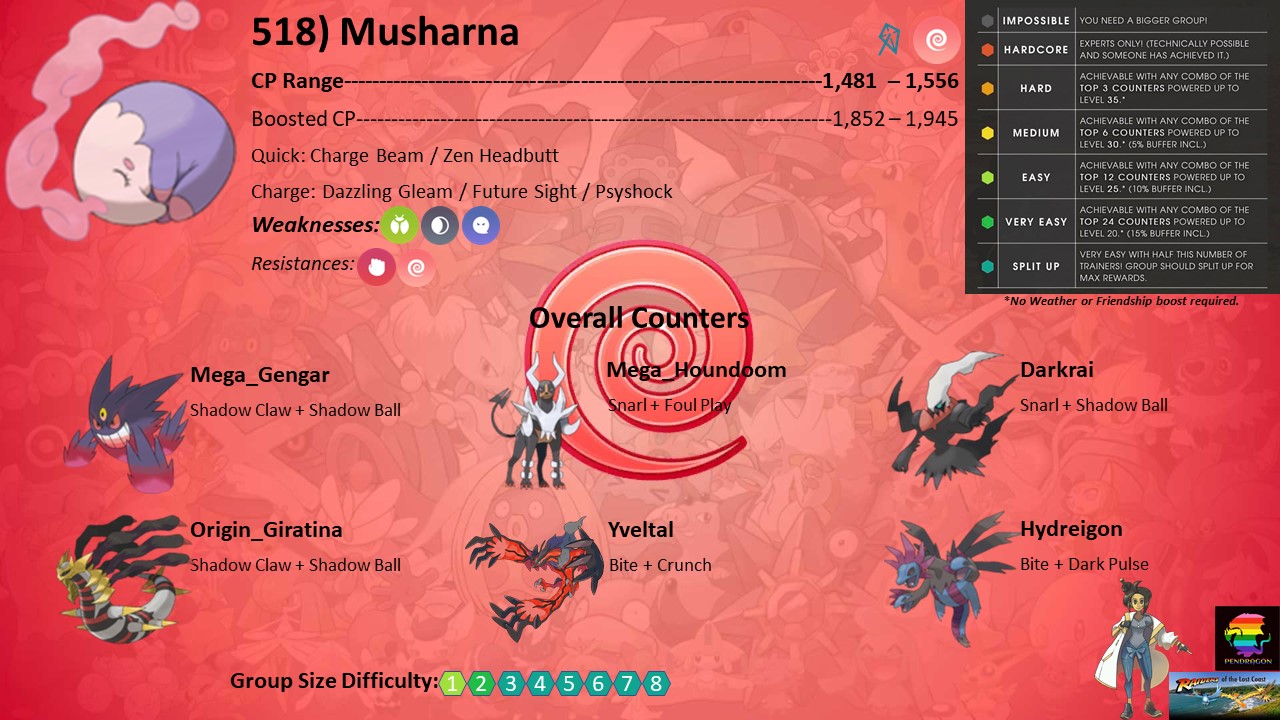 518) Musharna
CP Range--------------------------------------------------------------------------------1,481 – 1,556
Boosted CP--------------------------------------------------------------------------------1,852 – 1,945
Quick: Charge Beam / Zen Headbutt
Charge: Dazzling Gleam / Future Sight / Psyshock
Weaknesses:
Resistances:
IMPOSSIBLE YOU NEED A BIGGER GROUP!
HARDCORE EXPERTS ONLY! (TECHNICALLY POSSIBLE
AND SOMEONE HAS ACHIEVED IT.)
HARD ACHIEVABLE WITH ANY COMBO OF THE
TOP 3 COUNTERS POWERED UP TO
LEVEL 35.*
MEDIUM ACHIEVABLE WITH ANY COMBO OF THE
TOP 6 COUNTERS POWERED UP TO
LEVEL 30.* (5% BUFFER INCL.)
EASY ACHIEVABLE WITH ANY COMBO OF THE
TOP 12 COUNTERS POWERED UP TO
LEVEL 25.* (10% BUFFER INCL.)
VERY EASY ACHIEVABLE WITH ANY COMBO OF THE
TOP 24 COUNTERS POWERED UP TO
LEVEL 20.* (15% BUFFER INCL.)
SPLIT UP VERY EASY WITH HALF THIS NUMBER OF
TRAINERS! GROUP SHOULD SPLIT UP FOR
MAX REWARDS.
*No Weather or Friendship boost required.
Overall Counters
Mega_Gengar
Shadow Claw + Shadow Ball
Mega_Houndoom
Snarl + Foul Play
Darkrai
Snarl + Shadow Ball
Origin_Giratina
Shadow Claw + Shadow Ball
Yveltal
Bite + Crunch
Hydreigon
Bite + Dark Pulse
Group Size Difficulty: 1 2 3 4 5 6 7 8
PENDRAGON
RAIDERS of the Lost Coast